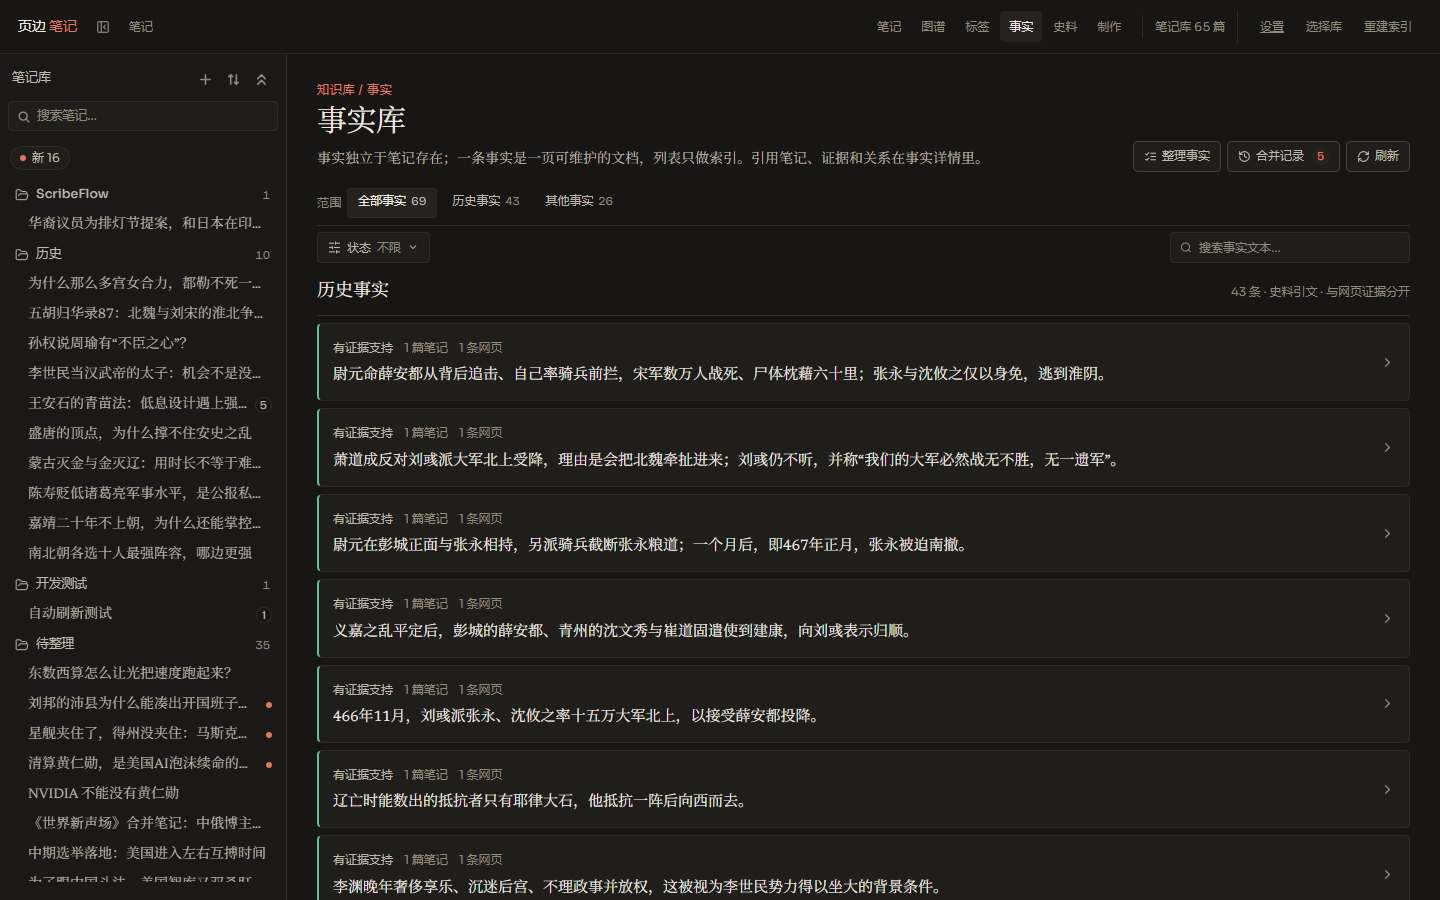 页边 笔记
笔记
笔记 图谱 标签 事实 史料 制作 笔记库 65 篇 设置 选择库 重建索引
笔记库
搜索笔记...
新 16
ScribeFlow 1
华裔议员为排灯节提案，和日本在印...
历史 10
为什么那么多宫女合力，都勒不死一...
五胡归华录87：北魏与刘宋的淮北争...
孙权说周瑜有“不臣之心”？
李世民当汉武帝的太子：机会不是没...
王安石的青苗法：低息设计遇上强... 5
盛唐的顶点，为什么撑不住安史之乱
蒙古灭金与金灭辽：用时长不等于难...
陈寿贬低诸葛亮军事水平，是公报私...
嘉靖二十年不上朝，为什么还能掌控...
南北朝各选十人最强阵容，哪边更强
开发测试 1
自动刷新测试 1
待整理 35
东数西算怎么让光把速度跑起来？
刘邦的沛县为什么能凑出开国班子...
星舰夹住了，得州没夹住：马斯克...
清算黄仁勋，是美国AI泡沫续命的...
NVIDIA 不能没有黄仁勋
《世界新声场》合并笔记：中俄博主...
中期选举落地：美国进入左右互搏时间
知识库 / 事实
事实库
事实独立于笔记存在；一条事实是一页可维护的文档，列表只做索引。引用笔记、证据和关系在事实详情里。
整理事实 合并记录 5 刷新
范围 全部事实 69 历史事实 43 其他事实 26
状态 不限
搜索事实文本...
历史事实
43 条 · 史料引文 · 与网页证据分开
有证据支持 1 篇笔记 1 条网页
尉元命薛安都从背后追击、自己率骑兵前拦，宋军数万人战死、尸体枕藉六十里；张永与沈攸之仅以身免，逃到淮阴。
有证据支持 1 篇笔记 1 条网页
萧道成反对刘彧派大军北上受降，理由是会把北魏牵扯进来；刘彧仍不听，并称“我们的大军必然战无不胜，无一遗军”。
有证据支持 1 篇笔记 1 条网页
尉元在彭城正面与张永相持，另派骑兵截断张永粮道；一个月后，即467年正月，张永被迫南撤。
有证据支持 1 篇笔记 1 条网页
义嘉之乱平定后，彭城的薛安都、青州的沈文秀与崔道固遣使到建康，向刘彧表示归顺。
有证据支持 1 篇笔记 1 条网页
466年11月，刘彧派张永、沈攸之率十五万大军北上，以接受薛安都投降。
有证据支持 1 篇笔记 1 条网页
辽亡时能数出的抵抗者只有耶律大石，他抵抗一阵后向西而去。
有证据支持 1 篇笔记 1 条网页
李渊晚年奢侈享乐、沉迷后宫、不理政事并放权，这被视为李世民势力得以坐大的背景条件。